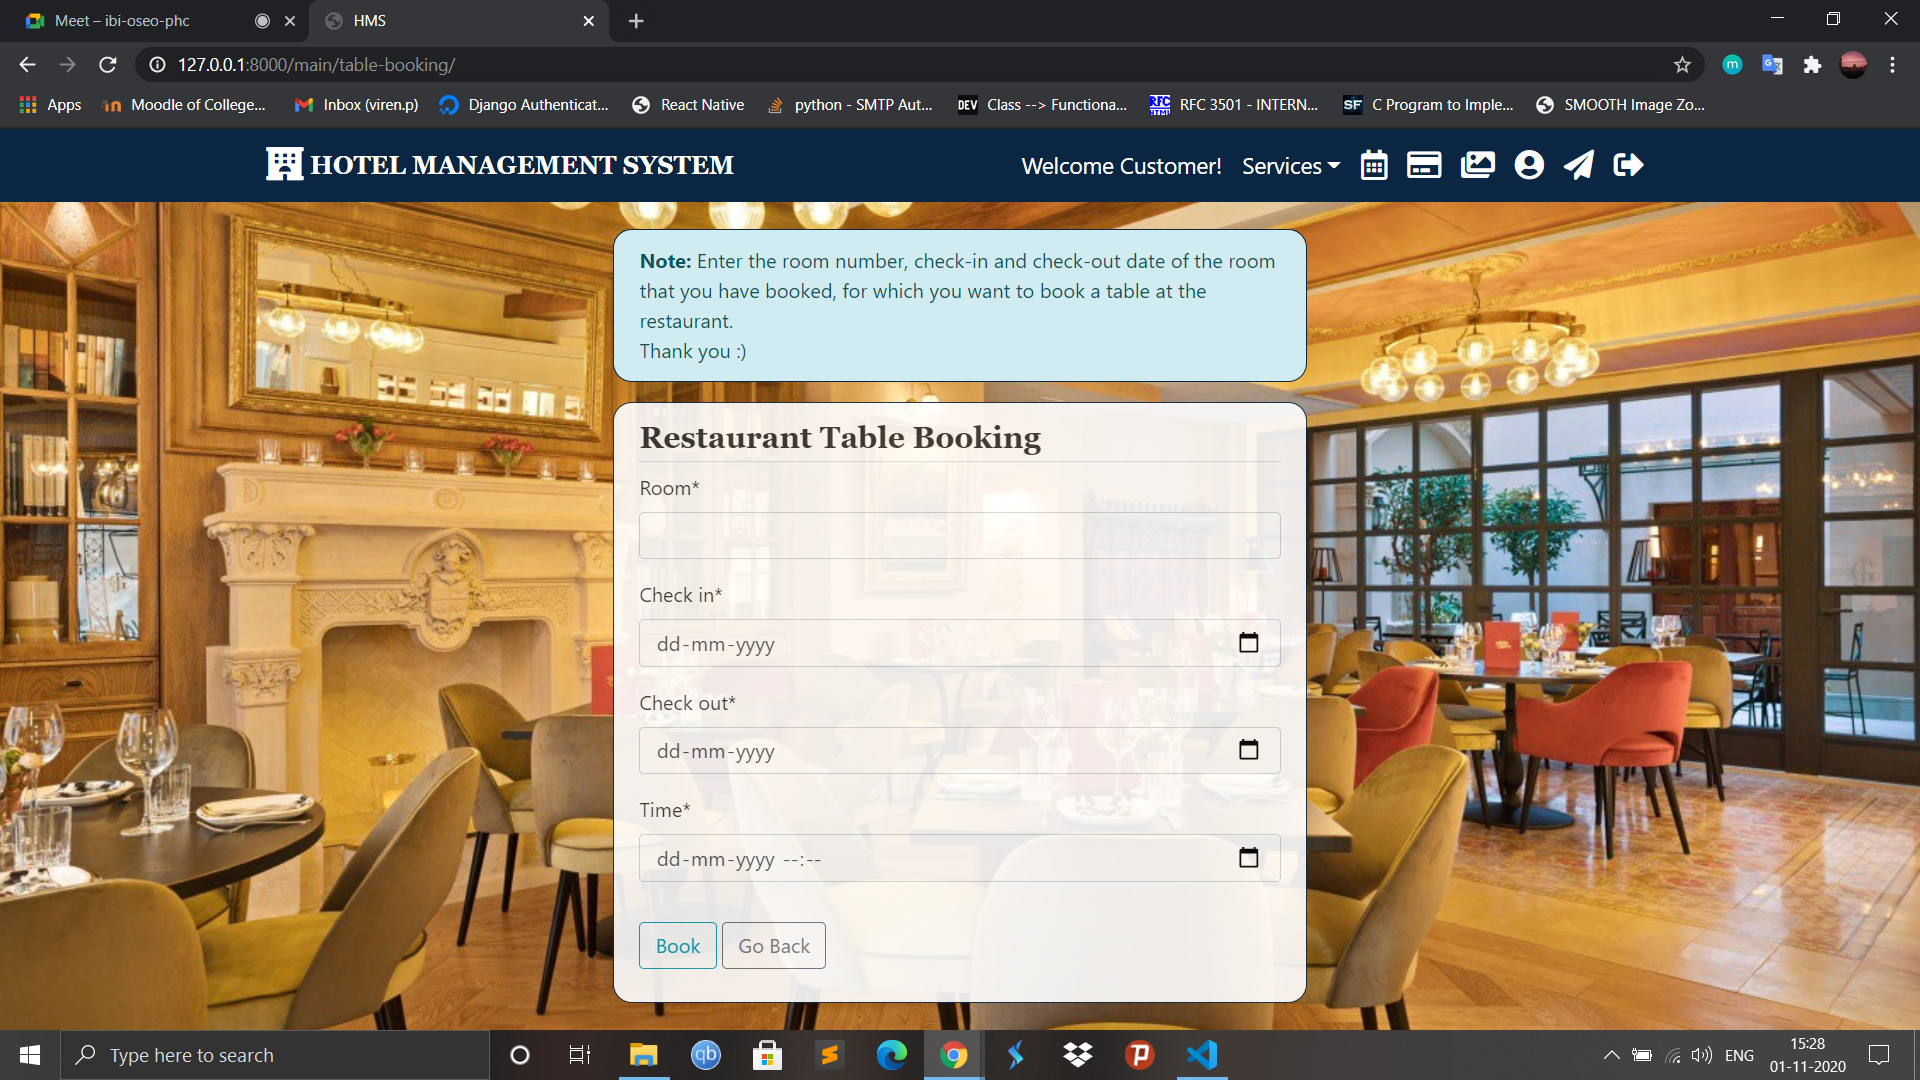 Meet – ibi-oseo-phc
HMS
127.0.0.1:8000/main/table-booking/
m
Apps
Moodle of College...
Inbox (viren.p)
Django Authenticat...
React Native
python - SMTP Aut...
DEV
Class --> Functiona...
RFC
HTML
RFC 3501 - INTERN...
SF
C Program to Imple...
SMOOTH Image Zo...
HOTEL MANAGEMENT SYSTEM
Welcome Customer!
Services
Note: Enter the room number, check-in and check-out date of the room
that you have booked, for which you want to book a table at the
restaurant.
Thank you :)
Restaurant Table Booking
Room*
Check in*
dd-mm-yyyy
Check out*
dd-mm-yyyy
Time*
dd-mm-yyyy --:--
Book
Go Back
Type here to search
qb
ENG
15:28
01-11-2020